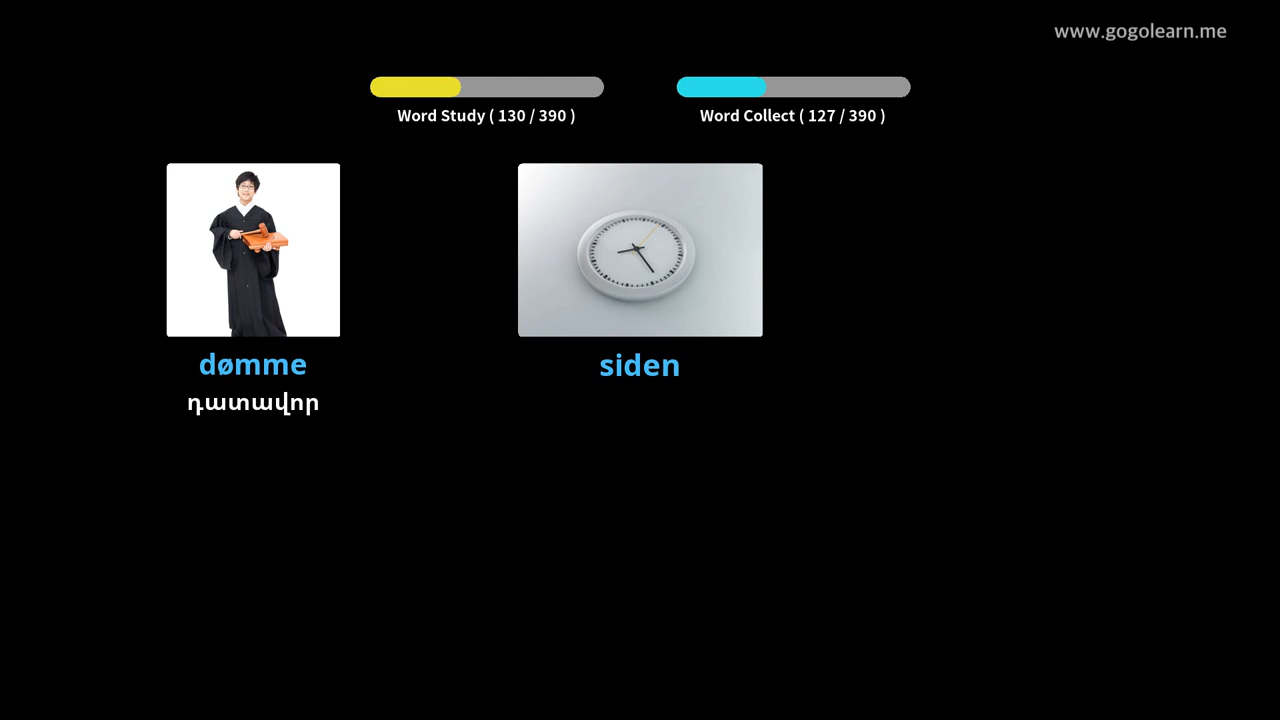 www.gogolearn.me
Word Study ( 130 / 390 )
Word Collect ( 127 / 390 )
dømme
դատավոր
siden